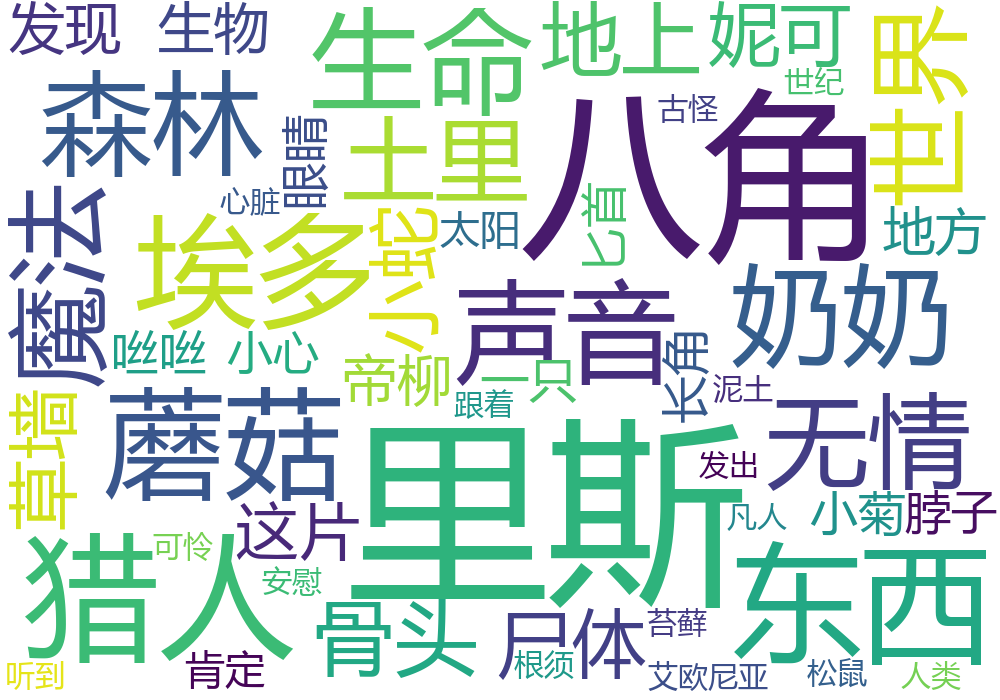 发现
生物
生命
地上
妮可
世界
森林
世纪
古怪
八角
眼睛
土里
心脏
魔法
埃多
小蛇
太阳
匕首
地方
声音
奶奶
咝咝
小心
帝柳
一只
长角
泥土
跟着
草墙
蘑菇
里斯
无情
发出
这片
凡人
小菊
脖子
猎人
可怜
安慰
东西
骨头
尸体
苔藓
根须
听到
肯定
艾欧尼亚
松鼠
人类